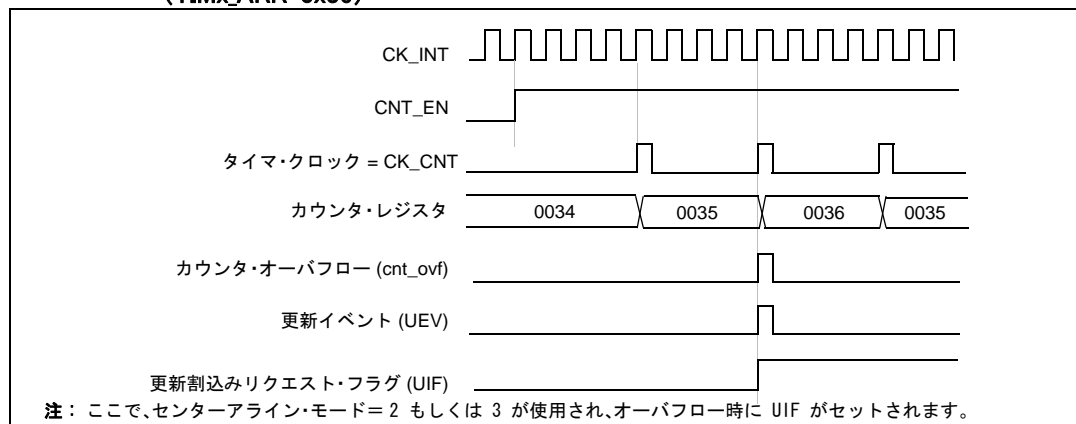 CK_INT
CNT_EN
タイマ･クロック = CK_CNT
カウンタ･レジスタ 0034 0035 0036 0035
カウンタ･オーバフロー (cnt_ovf)
更新イベント (UEV)
更新割込みリクエスト･フラグ (UIF)
注： ここで､センターアライン･モード＝2 もしくは 3 が使用され､オーバフロー時に UIF がセットされます｡